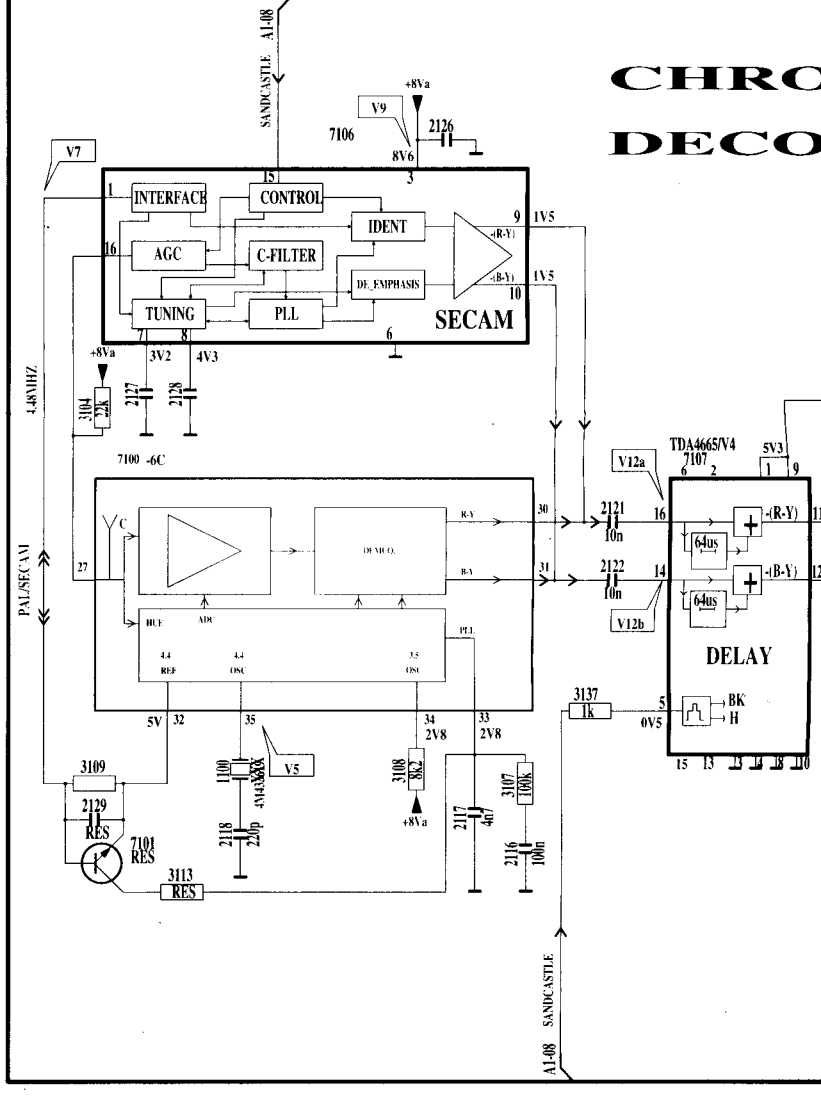 SANDCASTLE A1-08
CHRO
DECO
+8Va
V9
7106
2126
8V6
V7
1
15
3
INTERFACE
CONTROL
9
1V5
IDENT
-(R-Y)
16
AGC
C-FILTER
-(B-Y)
1V5
10
DE_EMPHASIS
TUNING
PLL
SECAM
7
8
6
3V2
4V3
+8Va
4.48MHZ
3104
22k
2127
2128
7100 -6C
TDA4665/V4
7107
5V3
V12a
6
2
1
9
30
2121
10n
16
-(R-Y)
11
R-Y
C
64us
27
31
2122
10n
14
-(B-Y)
12
B-Y
64us
PAL/SECAM
HUE
ADC
V12b
PLL
4.4
REF
4.4
OSC
3.5
OSC
DELAY
5V
32
35
34
2V8
33
2V8
3137
1k
5
0V5
BK
H
15
13
3109
1100
V5
3108
8k2
3107
100k
2129
RES
+8Va
2117
4n7
7101
RES
2118
220p
2116
100n
3113
RES
A1-08 SANDCASTLE